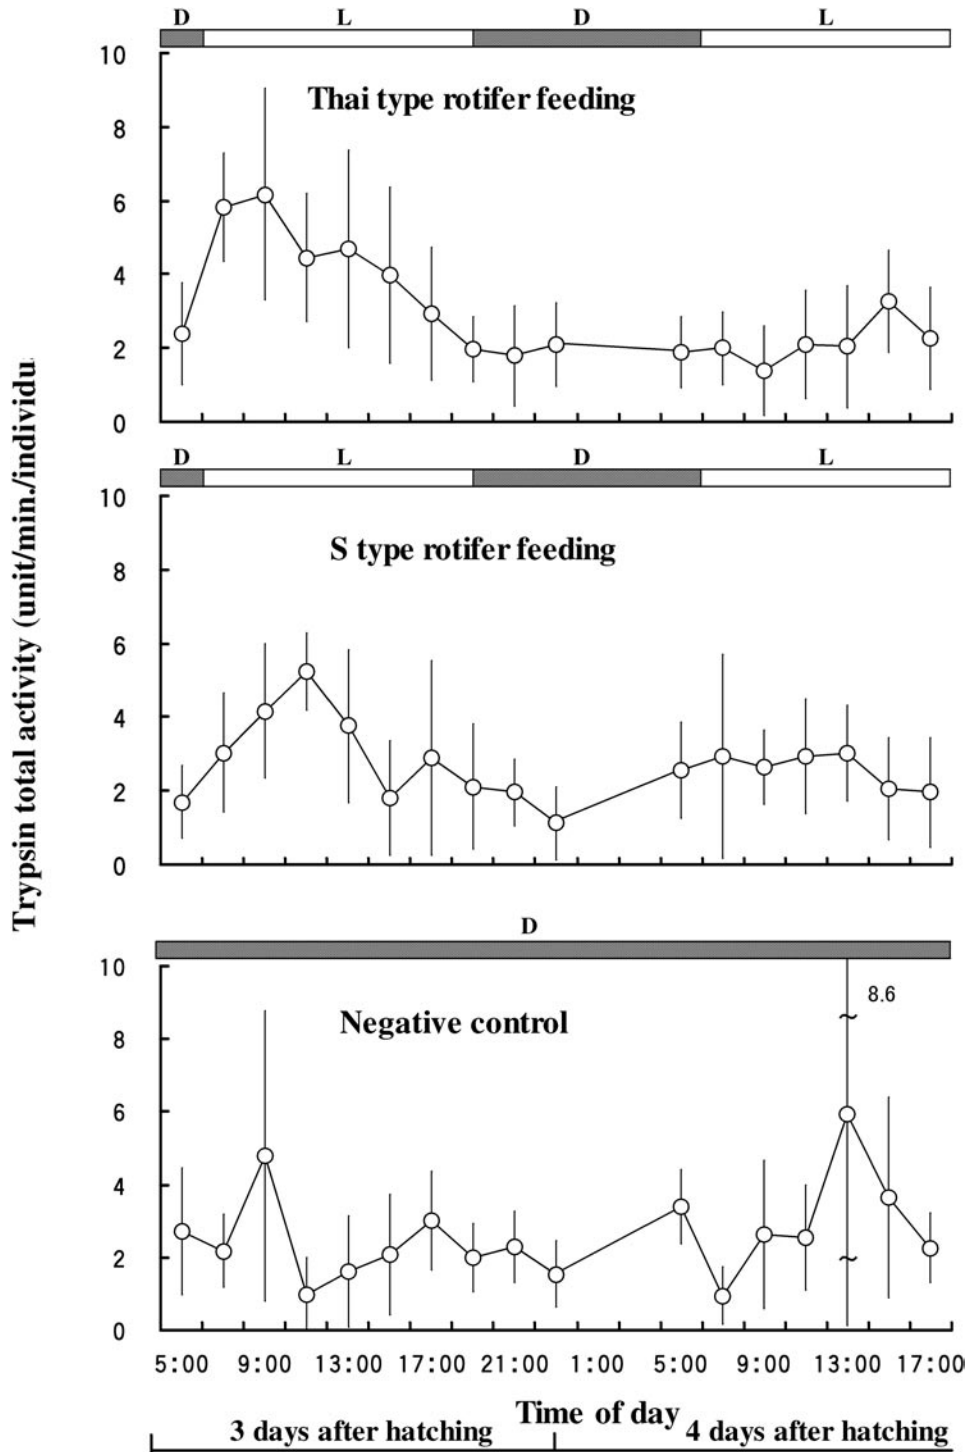 D L D L
10
Thai type rotifer feeding
8
6
4
2
0
D L D L
10
S type rotifer feeding
8
6
4
2
0
Trypsin total activity (unit/min./individu
D
10
8.6
Negative control
8
6
4
2
0
5:00 9:00 13:00 17:00 21:00 1:00 5:00 9:00 13:00 17:00
Time of day
3 days after hatching 4 days after hatching